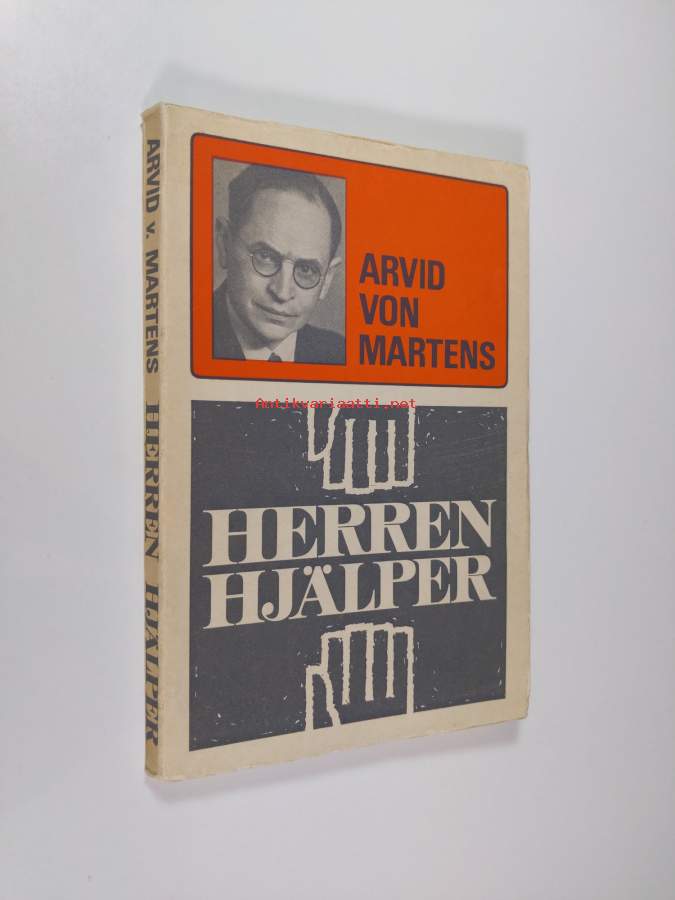 ARVID v. MARTENS HERREN HJÄLPER
ARVID
VON
MARTENS
Antikvariaatti.net
HERREN
HJÄLPER